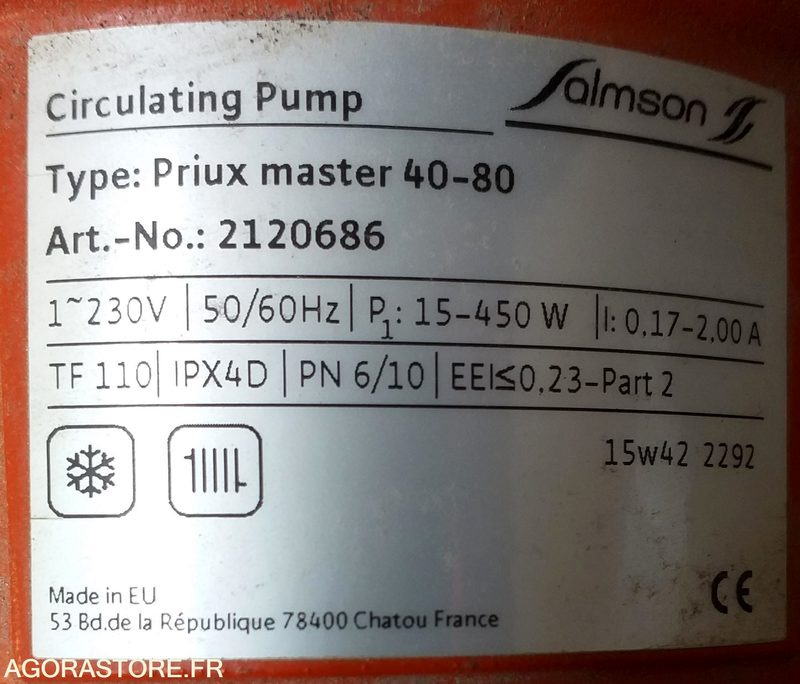 Circulating Pump
Salmson
Type: Priux master 40-80
Art.-No.: 2120686
1~230V | 50/60Hz | P1: 15-450 W | I: 0,17-2,00 A
TF 110 | IPX4D | PN 6/10 | EEI≤0,23-Part 2
15w42 2292
Made in EU
CE
53 Bd.de la République 78400 Chatou France
AGORASTORE.FR